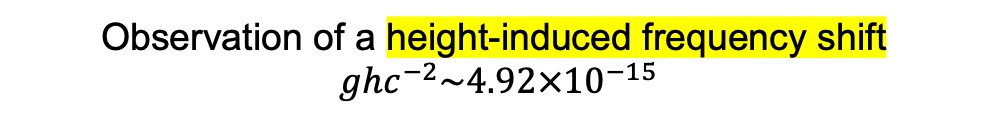 Observation of a height-induced frequency shift
𝑔ℎ𝑐⁻²~4.92×10⁻¹⁵